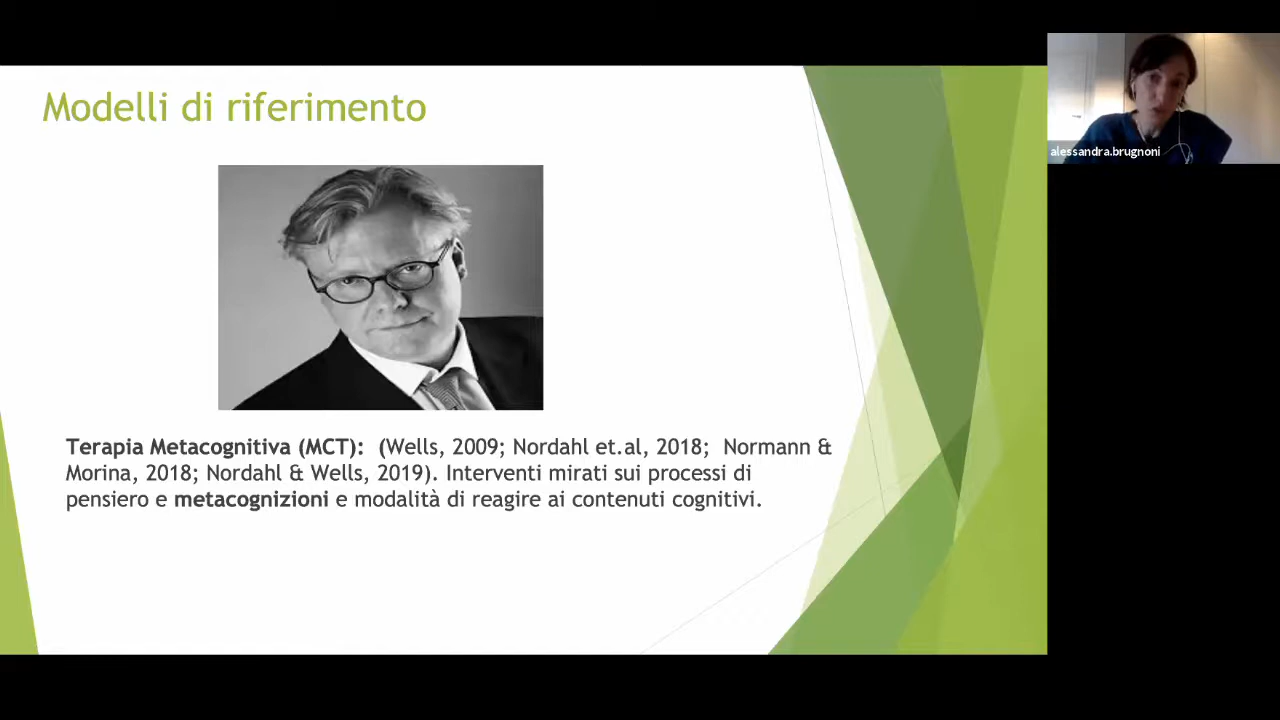 Modelli di riferimento
alessandra.brugnoni
Terapia Metacognitiva (MCT):  (Wells, 2009; Nordahl et.al, 2018;  Normann &
Morina, 2018; Nordahl & Wells, 2019). Interventi mirati sui processi di
pensiero e metacognizioni e modalità di reagire ai contenuti cognitivi.